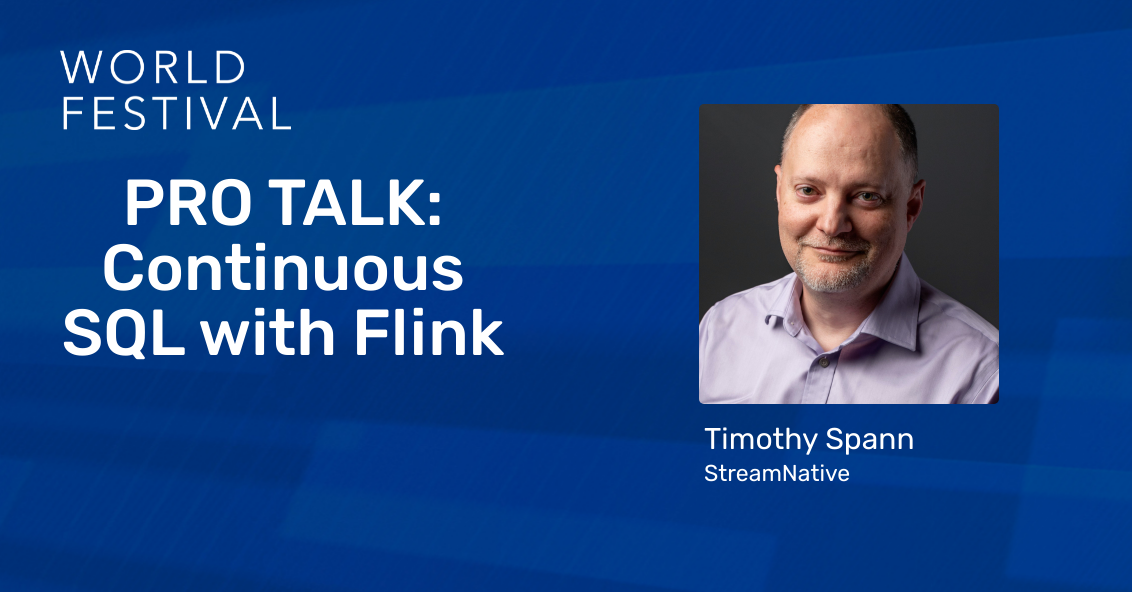 WORLD
FESTIVAL
PRO TALK:
Continuous
SQL with Flink
Timothy Spann
StreamNative